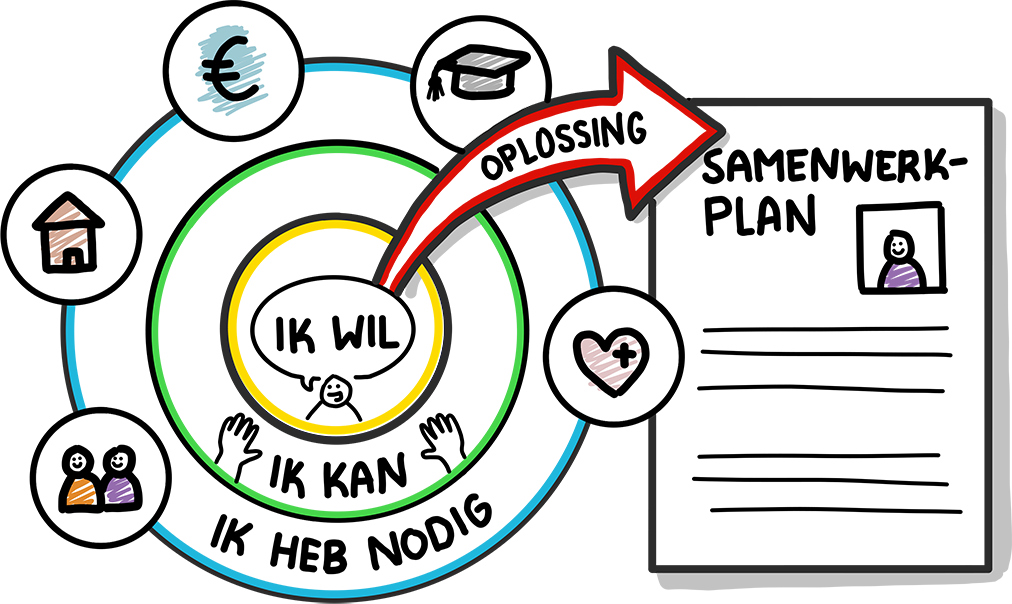 €
OPLOSSING
SAMENWERK-
PLAN
IK WIL
IK KAN
IK HEB NODIG